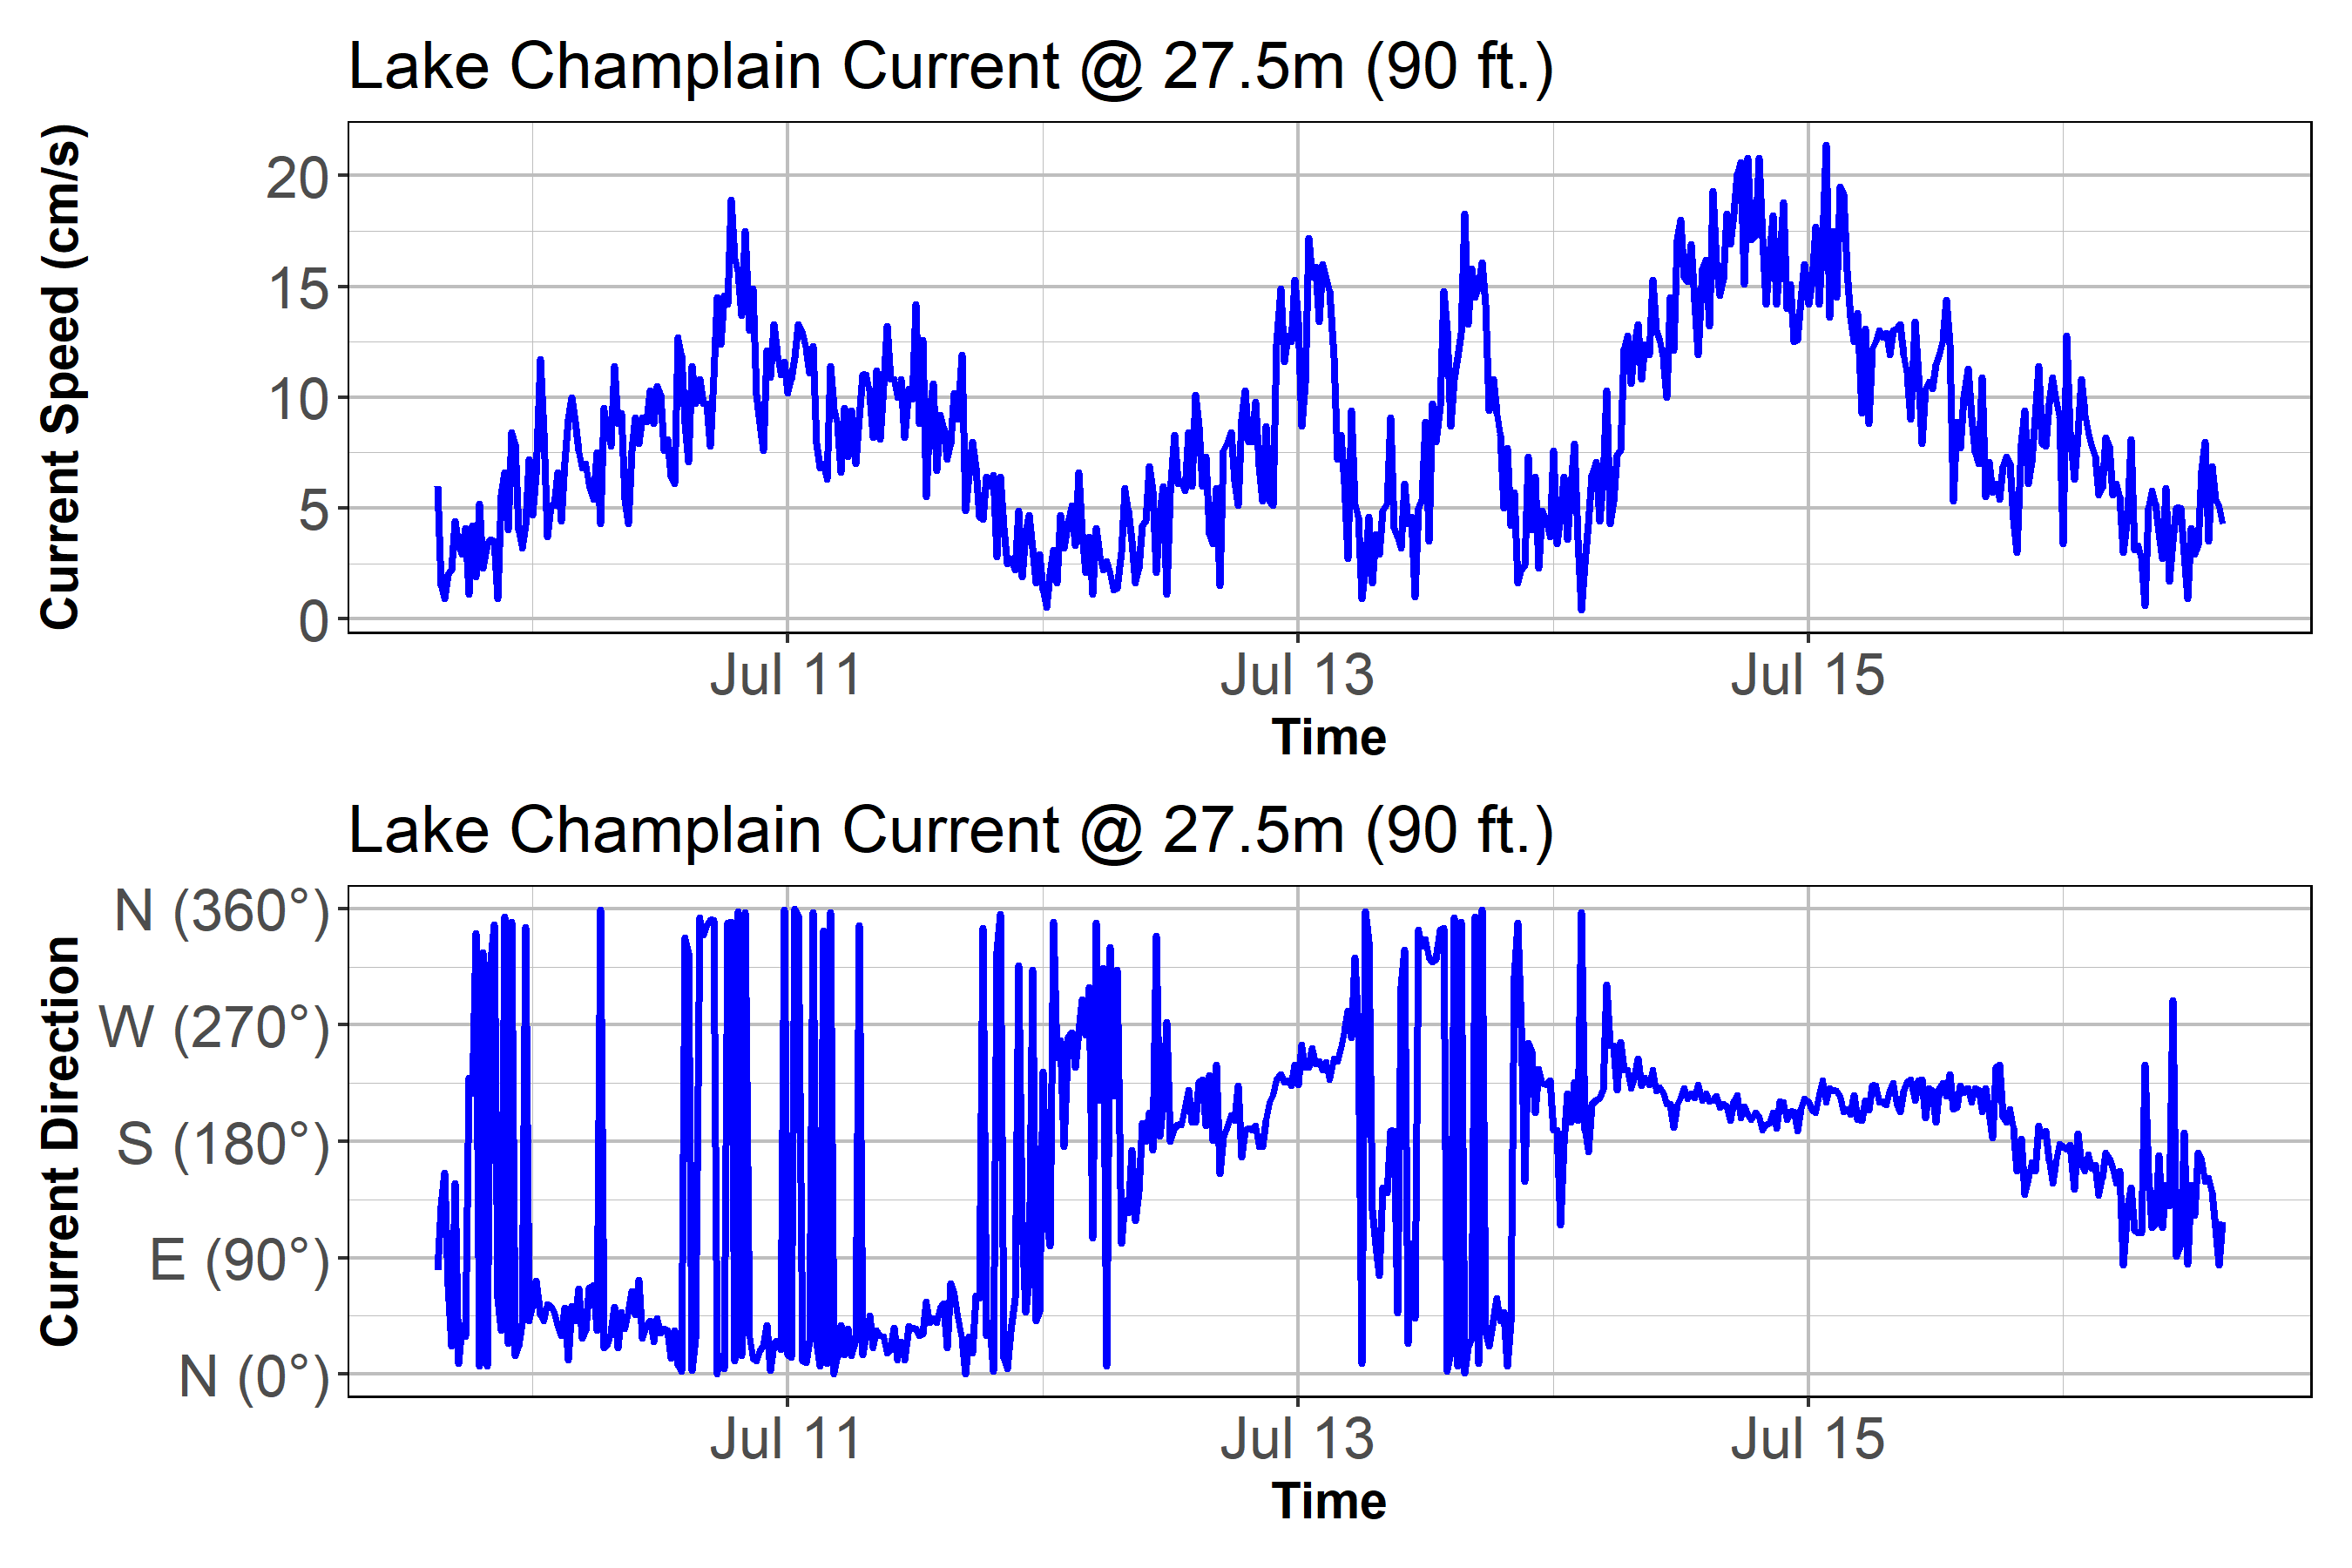 Lake Champlain Current @ 27.5m (90 ft.)
Current Speed (cm/s)
20
15
10
5
0
Jul 11 Jul 13 Jul 15
Time
Lake Champlain Current @ 27.5m (90 ft.)
Current Direction
N (360°)
W (270°)
S (180°)
E (90°)
N (0°)
Jul 11 Jul 13 Jul 15
Time